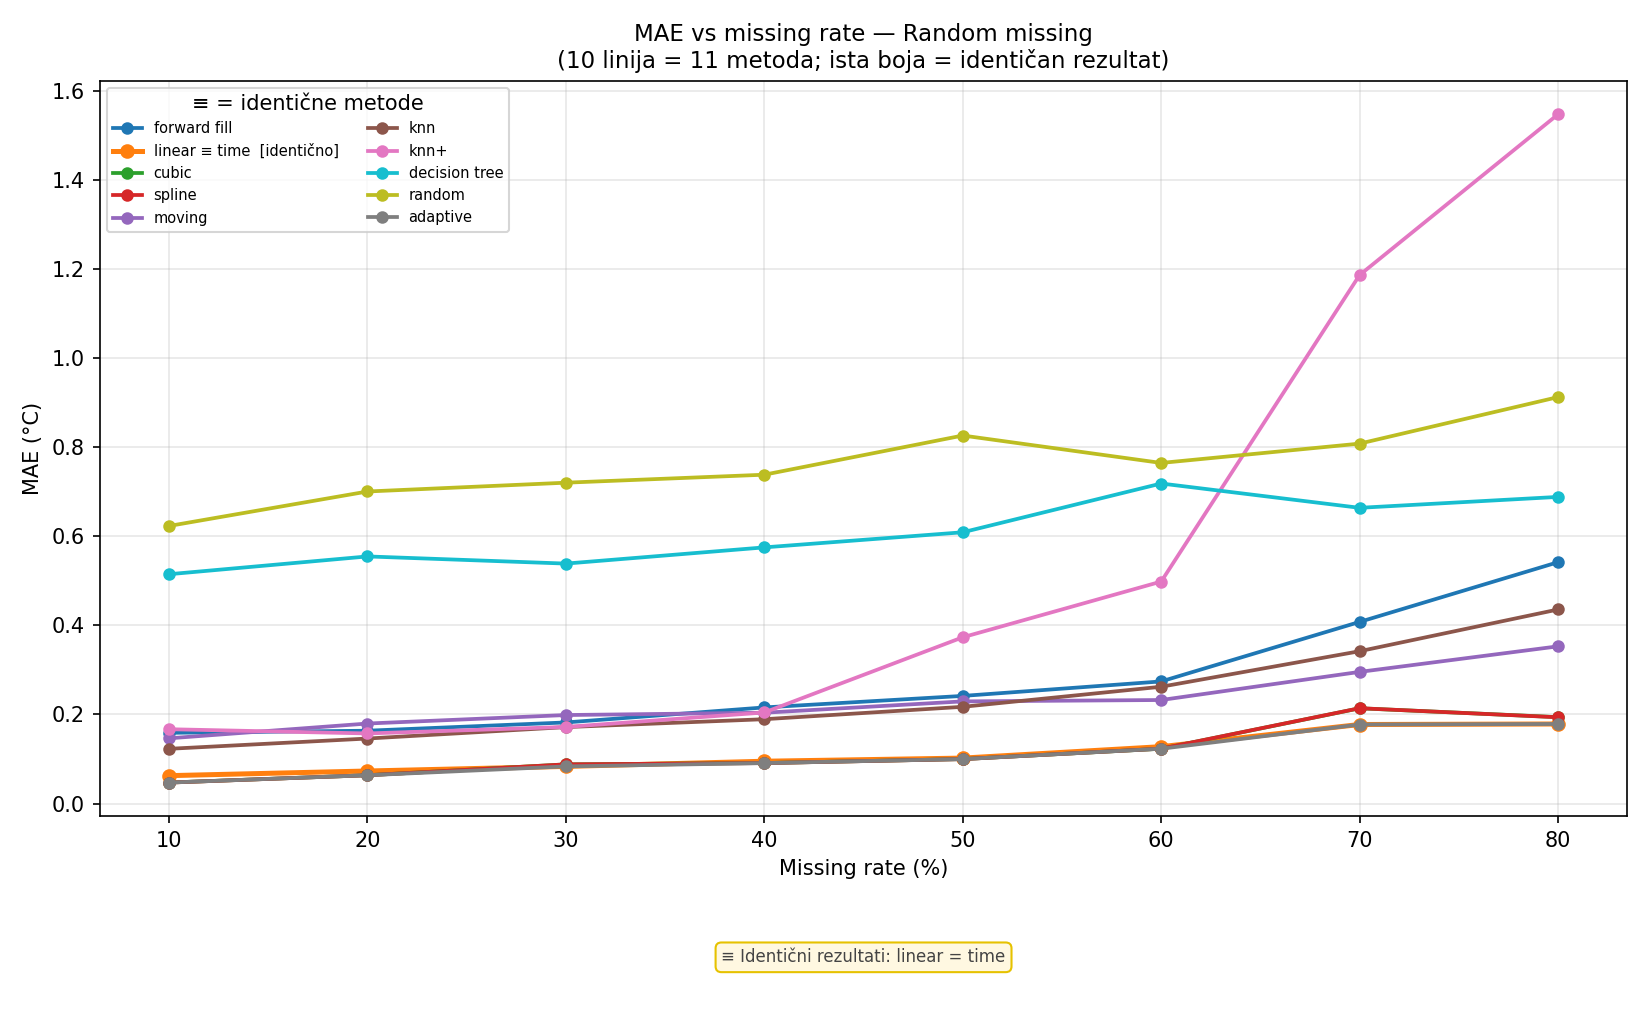 MAE vs missing rate — Random missing
(10 linija = 11 metoda; ista boja = identičan rezultat)
≡ = identične metode
forward fill
linear ≡ time [identično]
cubic
spline
moving
knn
knn+
decision tree
random
adaptive
MAE (°C)
1.6
1.4
1.2
1.0
0.8
0.6
0.4
0.2
0.0
10 20 30 40 50 60 70 80
Missing rate (%)
≡ Identični rezultati: linear = time